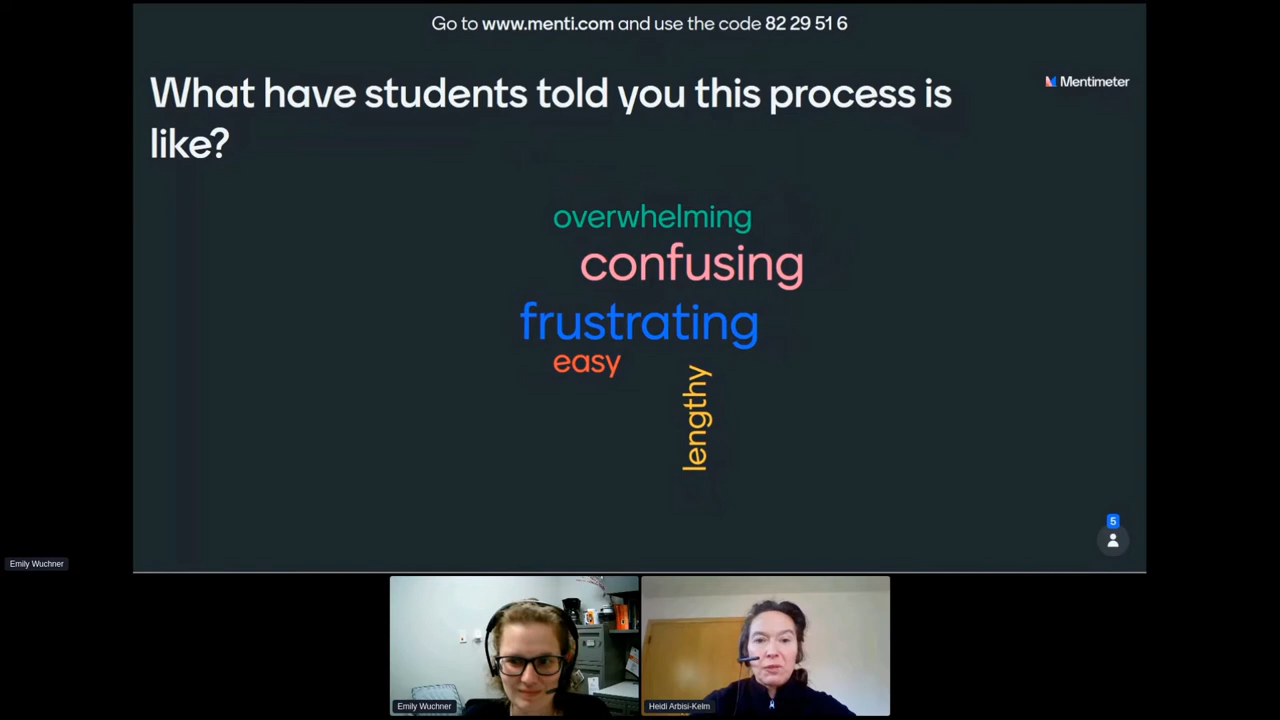 Go to www.menti.com and use the code 82 29 51 6
What have students told you this process is
like?
Mentimeter
overwhelming
confusing
frustrating
easy
lengthy
5
Emily Wuchner
Emily Wuchner
Heidi Arbisi-Kelm